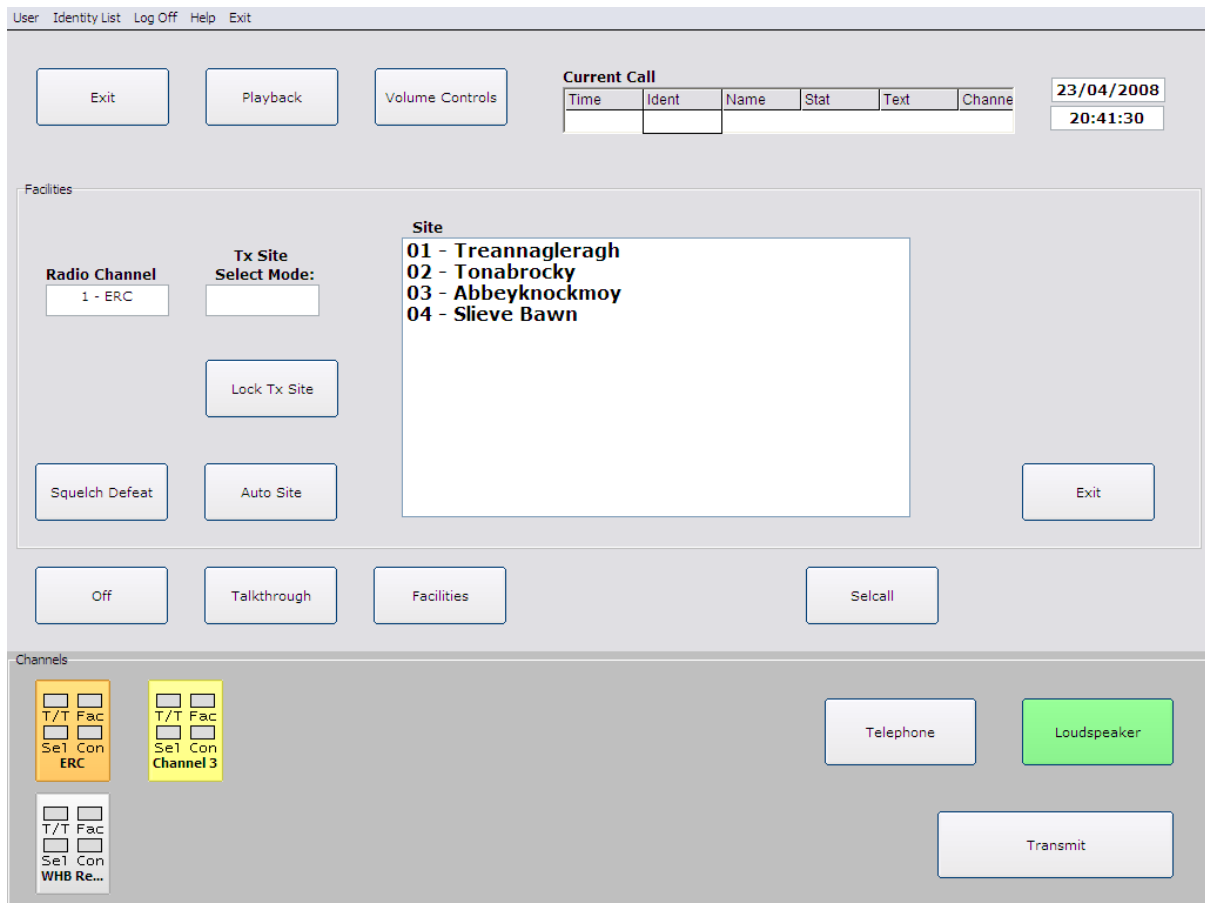 User Identity List Log Off Help Exit
Exit
Playback
Volume Controls
Current Call
Time Ident Name Stat Text Channe
23/04/2008
20:41:30
Facilities
Radio Channel
1 - ERC
Tx Site
Select Mode:
Site
01 - Treannagleragh
02 - Tonabrocky
03 - Abbeyknockmoy
04 - Slieve Bawn
Lock Tx Site
Squelch Defeat
Auto Site
Exit
Off
Talkthrough
Facilities
Selcall
Channels
T/T Fac
Sel Con
ERC
T/T Fac
Sel Con
Channel 3
Telephone
Loudspeaker
T/T Fac
Sel Con
WHB Re...
Transmit